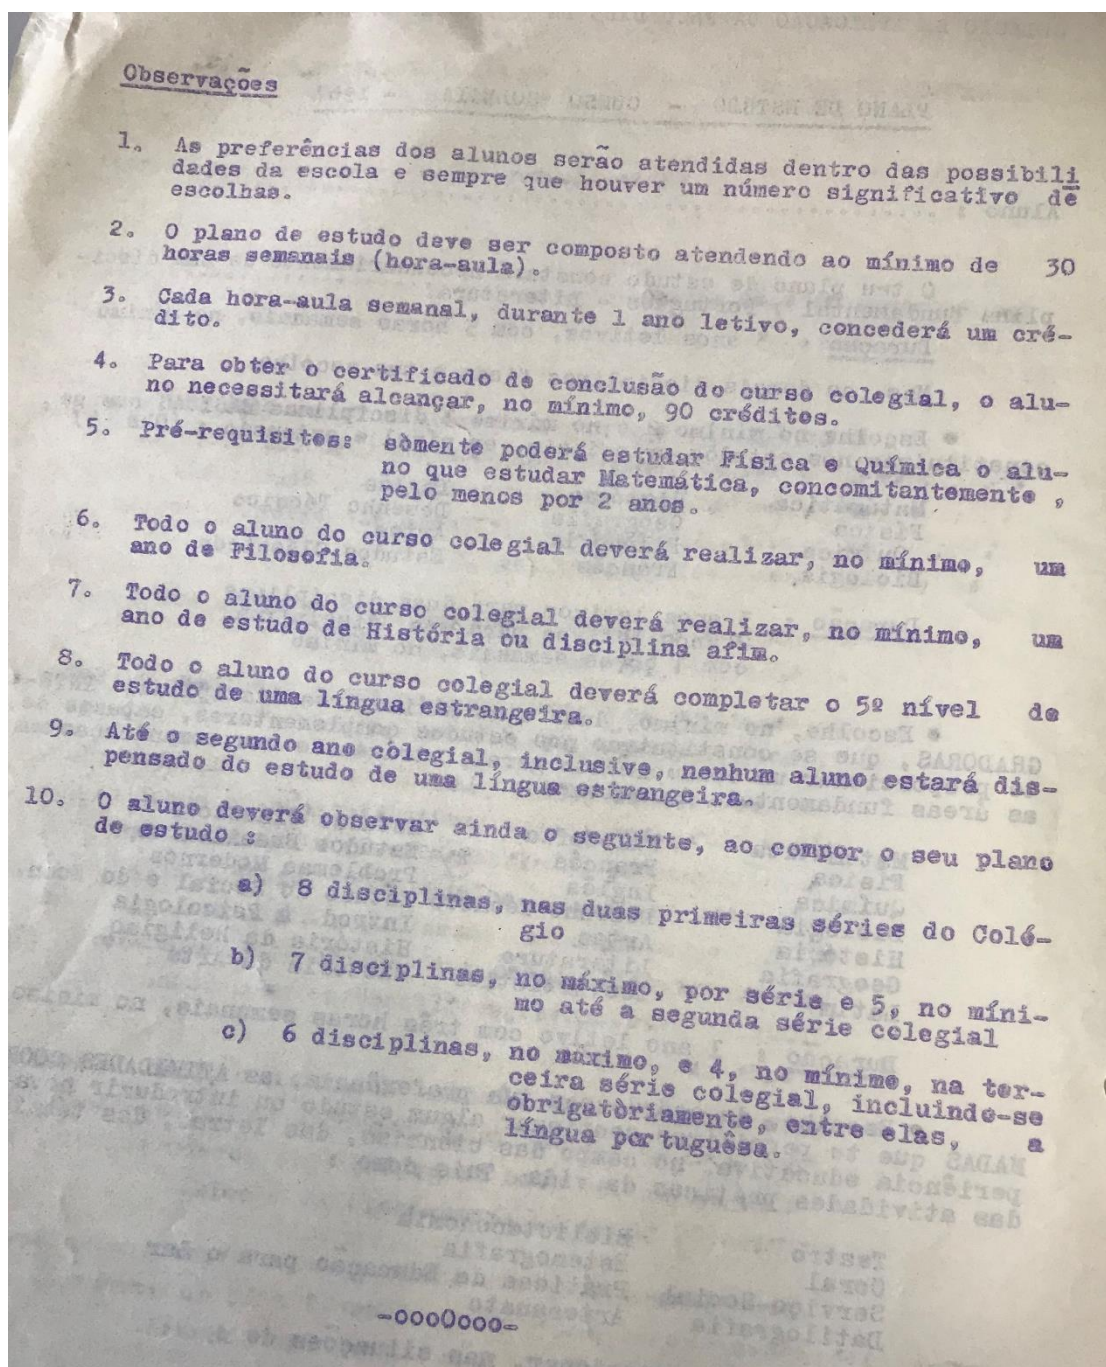 Observações
1. As preferências dos alunos serão atendidas dentro das possibili
dades da escola e sempre que houver um número significativo de
escolhas.
2. O plano de estudo deve ser composto atendendo ao mínimo de 30
horas semanais (hora-aula).
3. Cada hora-aula semanal, durante 1 ano letivo, concederá um cré-
dito.
4. Para obter o certificado de conclusão do curso colegial, o alu-
no necessitará alcançar, no mínimo, 90 créditos.
5. Pré-requisitos: sòmente poderá estudar Física e Química o alu-
no que estudar Matemática, concomitantemente ,
pelo menos por 2 anos.
6. Todo o aluno do curso colegial deverá realizar, no mínimo, um
ano de Filosofia.
7. Todo o aluno do curso colegial deverá realizar, no mínimo, um
ano de estudo de História ou disciplina afim.
8. Todo o aluno do curso colegial deverá completar o 5º nível de
estudo de uma língua estrangeira.
9. Até o segundo ano colegial, inclusive, nenhum aluno estará dis-
pensado do estudo de uma língua estrangeira.
10. O aluno deverá observar ainda o seguinte, ao compor o seu plano
de estudo :
a) 8 disciplinas, nas duas primeiras séries do Colé-
gio
b) 7 disciplinas, no máximo, por série e 5, no míni-
mo até a segunda série colegial
c) 6 disciplinas, no máximo, e 4, no mínimo, na ter-
ceira série colegial, incluindo-se
obrigatòriamente, entre elas, a
língua portuguêsa.
-ooo0ooo-